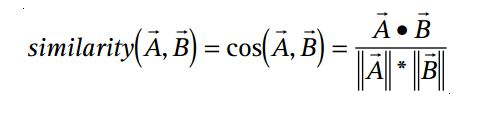 similarity(A⃗, B⃗) = cos(A⃗, B⃗) = A⃗ • B⃗ / ‖A⃗‖ * ‖B⃗‖